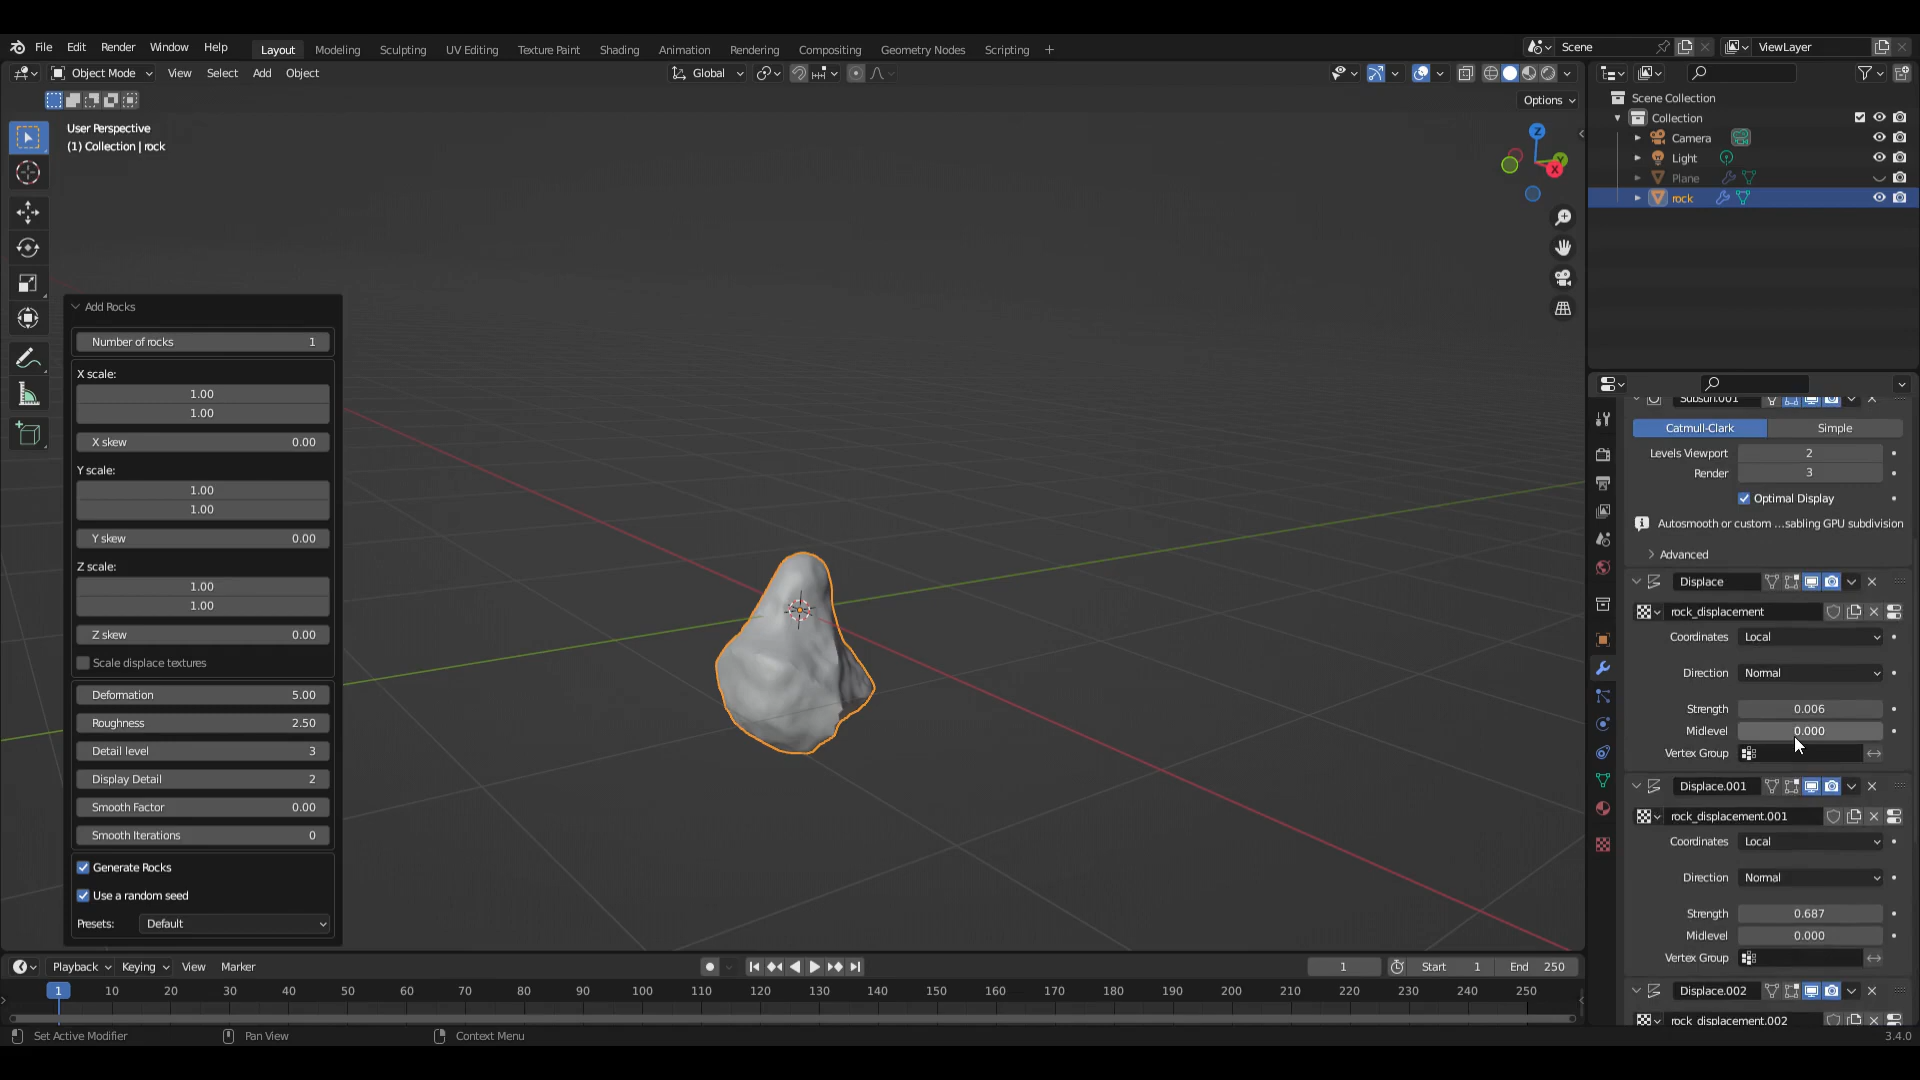 File Edit Render Window Help Layout Modeling Sculpting UV Editing Texture Paint Shading Animation Rendering Compositing Geometry Nodes Scripting + Scene ViewLayer
Object Mode View Select Add Object Global
Options
User Perspective
(1) Collection | rock
Z
Y
X
Scene Collection
Collection
Camera
Light
Plane
rock
Add Rocks
Number of rocks 1
X scale:
1.00
1.00
X skew 0.00
Y scale:
1.00
1.00
Y skew 0.00
Z scale:
1.00
1.00
Z skew 0.00
Scale displace textures
Deformation 5.00
Roughness 2.50
Detail level 3
Display Detail 2
Smooth Factor 0.00
Smooth Iterations 0
Generate Rocks
Use a random seed
Presets: Default
Subsurf.001
Catmull-Clark Simple
Levels Viewport 2
Render 3
Optimal Display
Autosmooth or custom ...sabling GPU subdivision
Advanced
Displace
rock_displacement
Coordinates Local
Direction Normal
Strength 0.006
Midlevel 0.000
Vertex Group
Displace.001
rock_displacement.001
Coordinates Local
Direction Normal
Strength 0.687
Midlevel 0.000
Vertex Group
Displace.002
rock_displacement.002
Playback Keying View Marker 1 Start 1 End 250
1 10 20 30 40 50 60 70 80 90 100 110 120 130 140 150 160 170 180 190 200 210 220 230 240 250
Set Active Modifier Pan View Context Menu 3.4.0